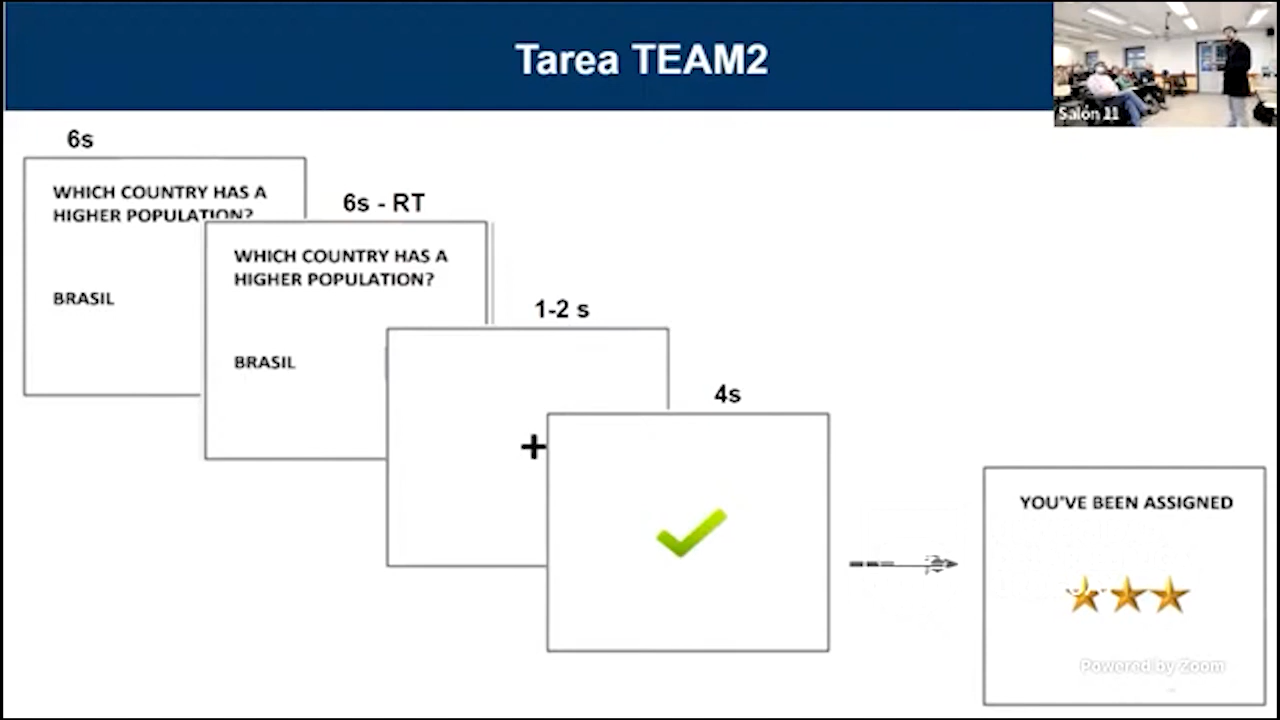 Tarea TEAM2
Salón 11
6s
WHICH COUNTRY HAS A
HIGHER POPULATION?
BRASIL
6s - RT
WHICH COUNTRY HAS A
HIGHER POPULATION?
BRASIL
1-2 s
+
4s
YOU'VE BEEN ASSIGNED
Powered by Zoom